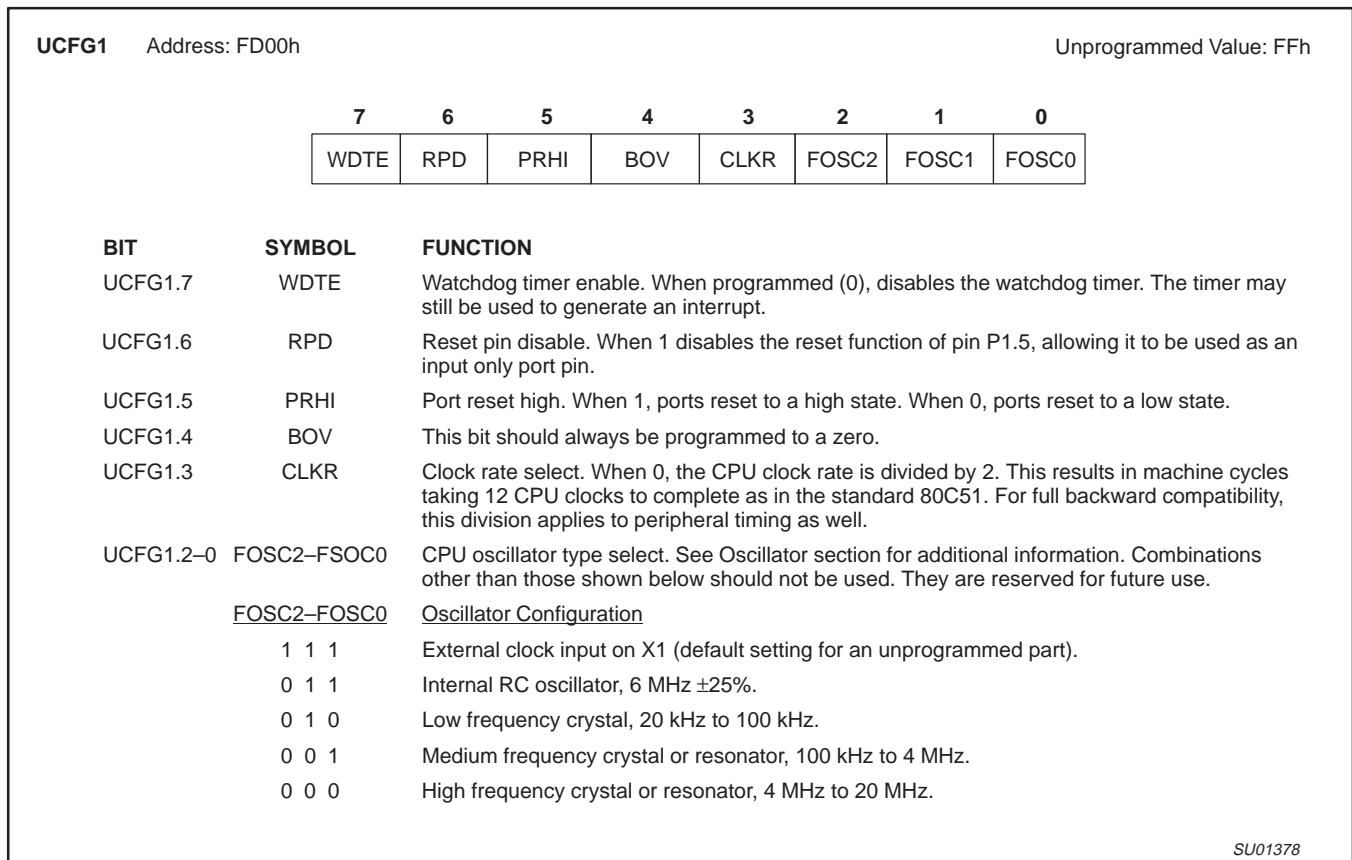 UCFG1 Address: FD00h Unprogrammed Value: FFh
7 6 5 4 3 2 1 0
WDTE RPD PRHI BOV CLKR FOSC2 FOSC1 FOSC0
BIT SYMBOL FUNCTION
UCFG1.7 WDTE Watchdog timer enable. When programmed (0), disables the watchdog timer. The timer may
still be used to generate an interrupt.
UCFG1.6 RPD Reset pin disable. When 1 disables the reset function of pin P1.5, allowing it to be used as an
input only port pin.
UCFG1.5 PRHI Port reset high. When 1, ports reset to a high state. When 0, ports reset to a low state.
UCFG1.4 BOV This bit should always be programmed to a zero.
UCFG1.3 CLKR Clock rate select. When 0, the CPU clock rate is divided by 2. This results in machine cycles
taking 12 CPU clocks to complete as in the standard 80C51. For full backward compatibility,
this division applies to peripheral timing as well.
UCFG1.2–0 FOSC2–FSOC0 CPU oscillator type select. See Oscillator section for additional information. Combinations
other than those shown below should not be used. They are reserved for future use.
FOSC2–FOSC0 Oscillator Configuration
1 1 1 External clock input on X1 (default setting for an unprogrammed part).
0 1 1 Internal RC oscillator, 6 MHz ±25%.
0 1 0 Low frequency crystal, 20 kHz to 100 kHz.
0 0 1 Medium frequency crystal or resonator, 100 kHz to 4 MHz.
0 0 0 High frequency crystal or resonator, 4 MHz to 20 MHz.
SU01378